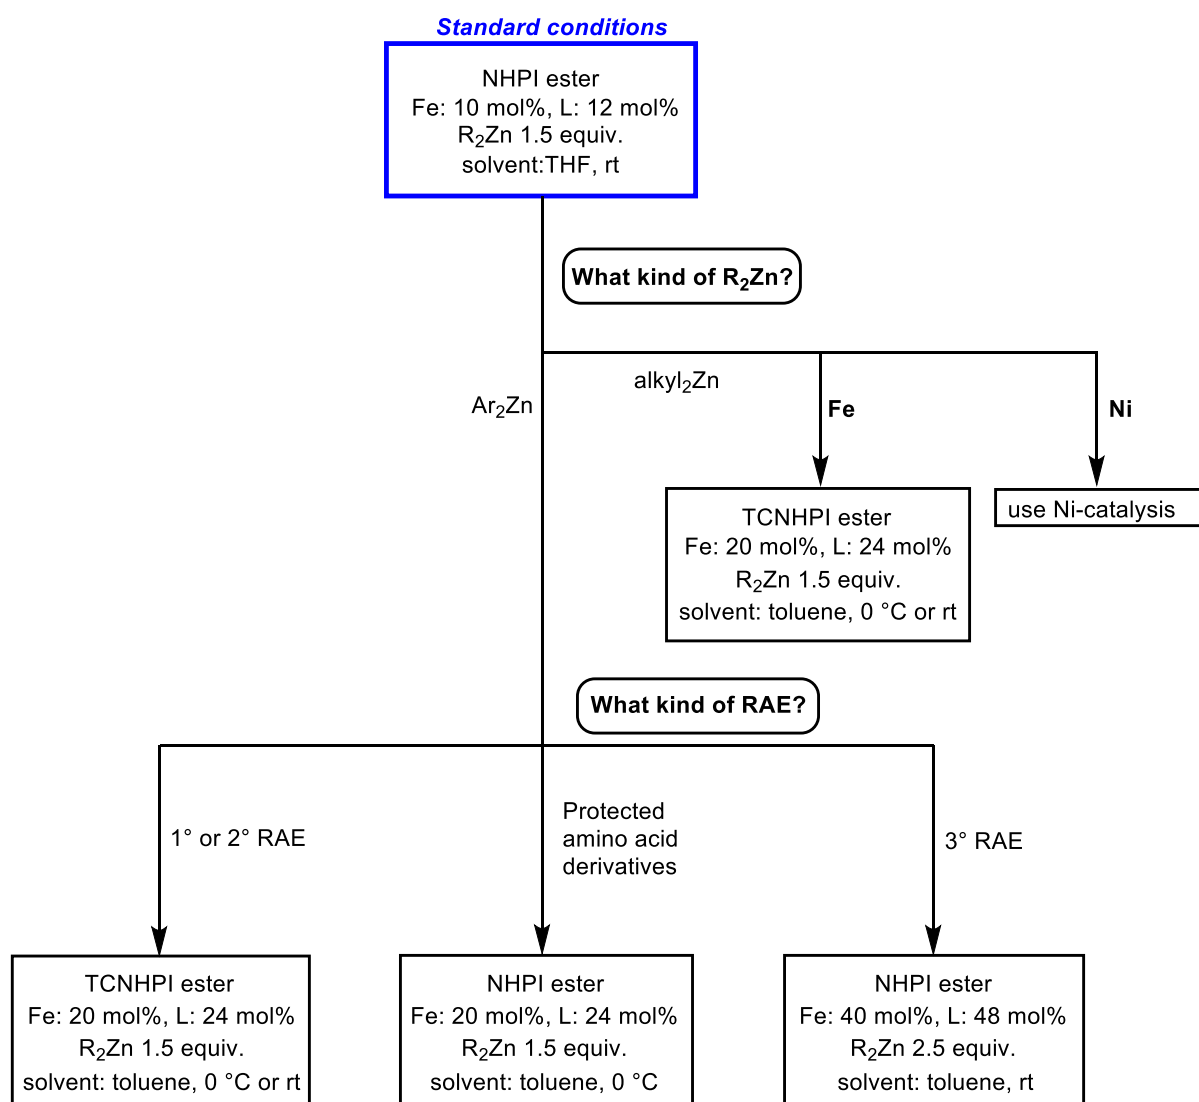 Standard conditions
NHPI ester
Fe: 10 mol%, L: 12 mol%
R₂Zn 1.5 equiv.
solvent:THF, rt
What kind of R₂Zn?
alkyl₂Zn
Ar₂Zn
Fe
Ni
TCNHPI ester
Fe: 20 mol%, L: 24 mol%
R₂Zn 1.5 equiv.
solvent: toluene, 0 °C or rt
use Ni-catalysis
What kind of RAE?
1° or 2° RAE
Protected
amino acid
derivatives
3° RAE
TCNHPI ester
Fe: 20 mol%, L: 24 mol%
R₂Zn 1.5 equiv.
solvent: toluene, 0 °C or rt
NHPI ester
Fe: 20 mol%, L: 24 mol%
R₂Zn 1.5 equiv.
solvent: toluene, 0 °C
NHPI ester
Fe: 40 mol%, L: 48 mol%
R₂Zn 2.5 equiv.
solvent: toluene, rt